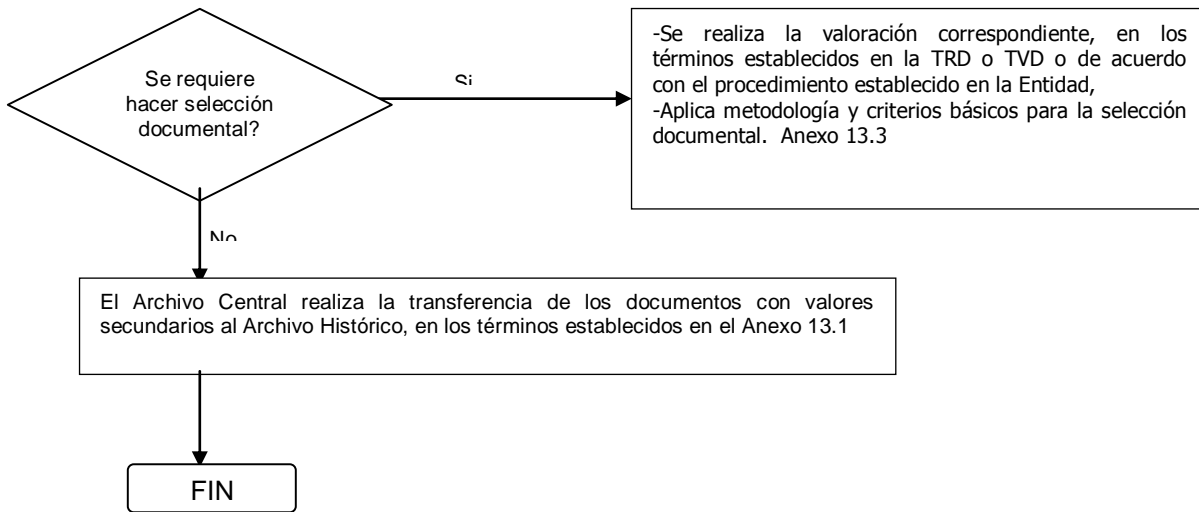 Se requiere
hacer selección
documental?
Si
-Se realiza la valoración correspondiente, en los
términos establecidos en la TRD o TVD o de acuerdo
con el procedimiento establecido en la Entidad,
-Aplica metodología y criterios básicos para la selección
documental. Anexo 13.3
No
El Archivo Central realiza la transferencia de los documentos con valores
secundarios al Archivo Histórico, en los términos establecidos en el Anexo 13.1
FIN